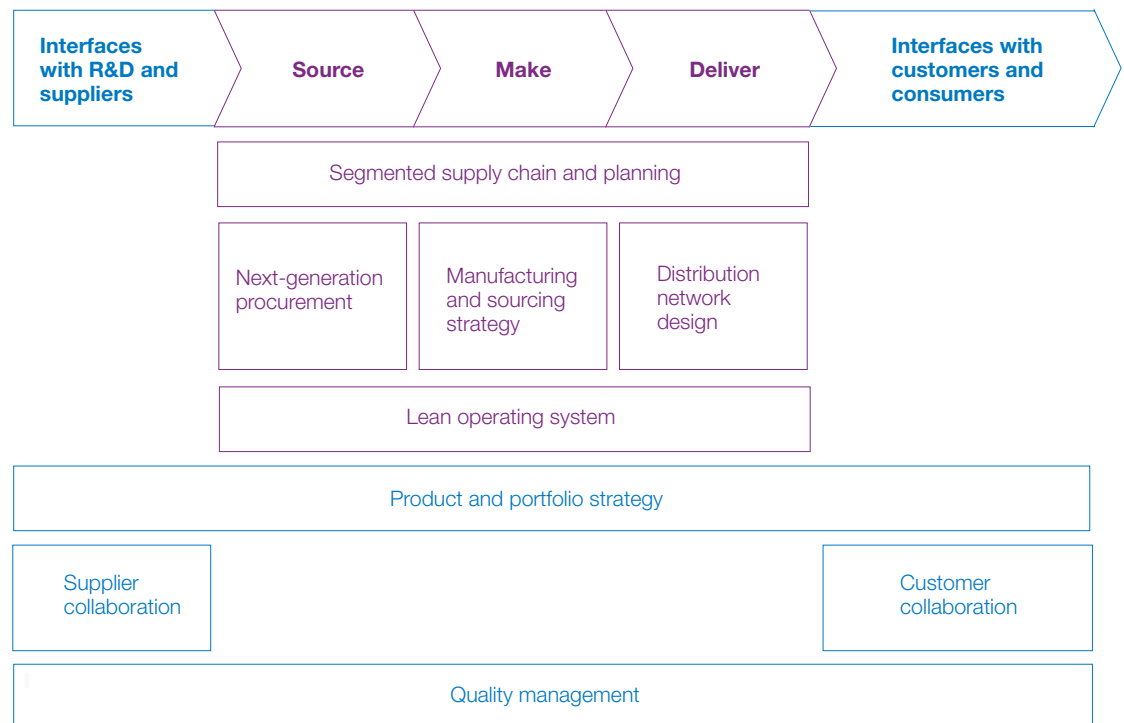 Interfaces
with R&D and
suppliers
Source
Make
Deliver
Interfaces with
customers and
consumers
Segmented supply chain and planning
Next-generation
procurement
Manufacturing
and sourcing
strategy
Distribution
network
design
Lean operating system
Product and portfolio strategy
Supplier
collaboration
Customer
collaboration
Quality management